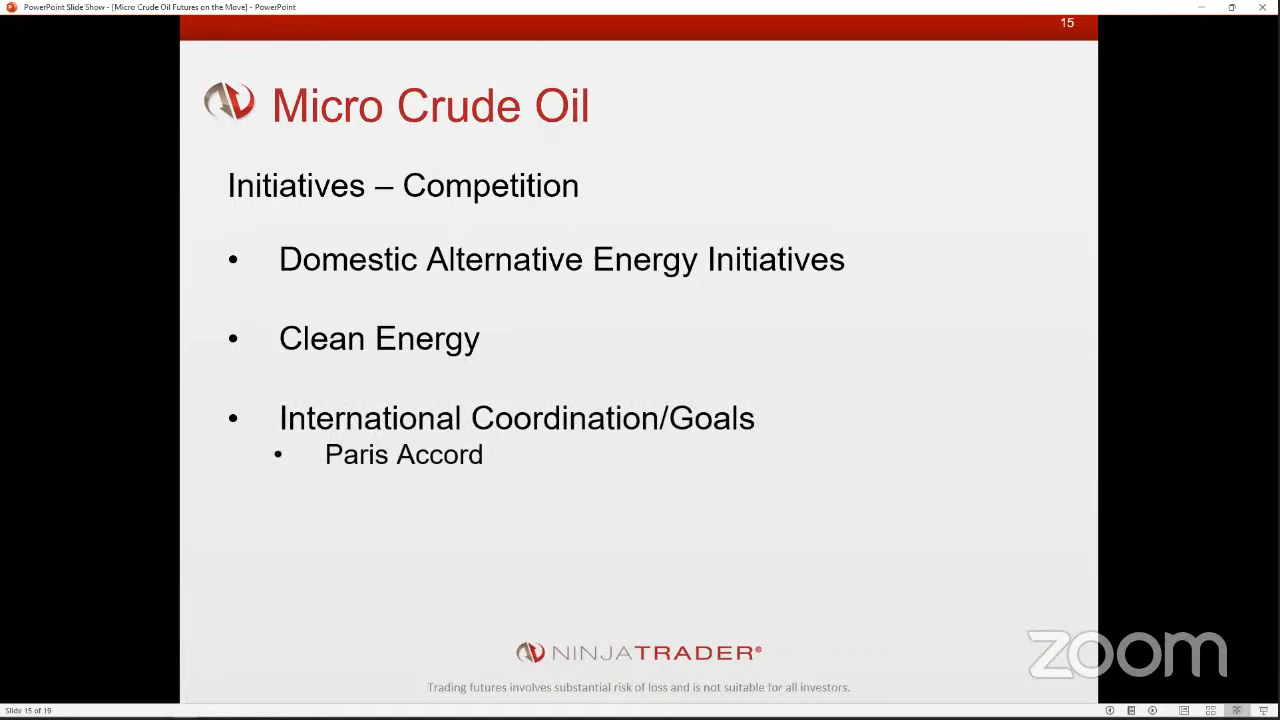 PowerPoint Slide Show - [Micro Crude Oil Futures on the Move] - PowerPoint
15
Micro Crude Oil
Initiatives – Competition
• Domestic Alternative Energy Initiatives
• Clean Energy
• International Coordination/Goals
• Paris Accord
NINJATRADER®
Trading futures involves substantial risk of loss and is not suitable for all investors.
zoom
Slide 15 of 19